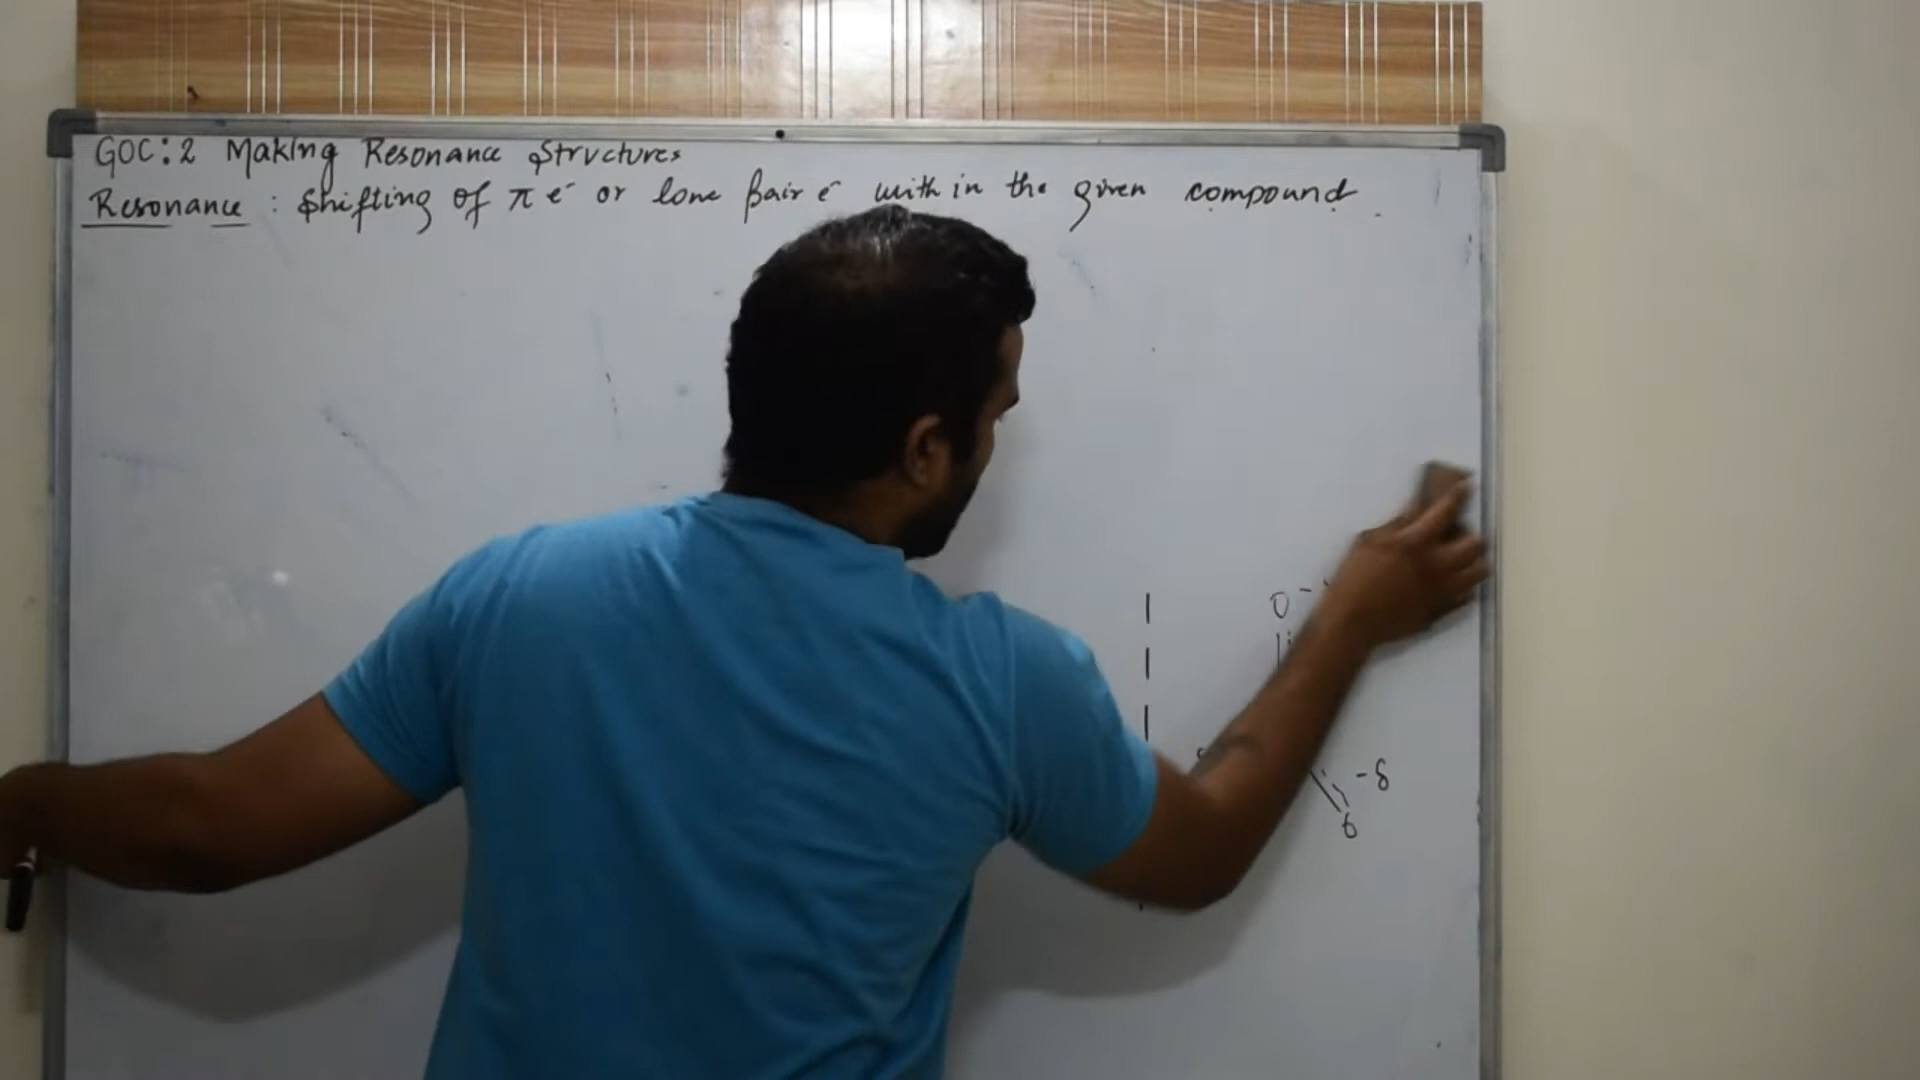 GOC:2 Making Resonance Structures
Resonance : Shifting of π e⁻ or lone pair e⁻ with in the given compound.
O -
- δ
O